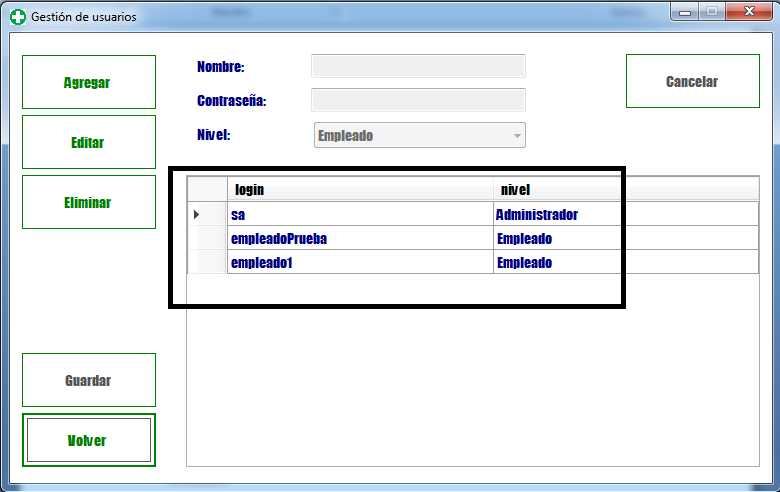 Gestión de usuarios
Agregar
Editar
Eliminar
Guardar
Volver
Nombre:
Contraseña:
Nivel: Empleado
Cancelar
login nivel
sa Administrador
empleadoPrueba Empleado
empleado1 Empleado